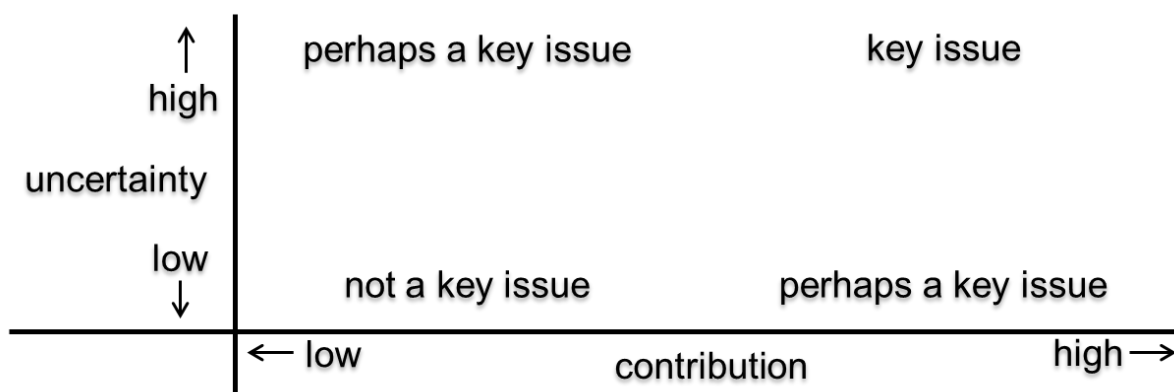 perhaps a key issue
key issue
high
uncertainty
low
not a key issue
perhaps a key issue
low
contribution
high